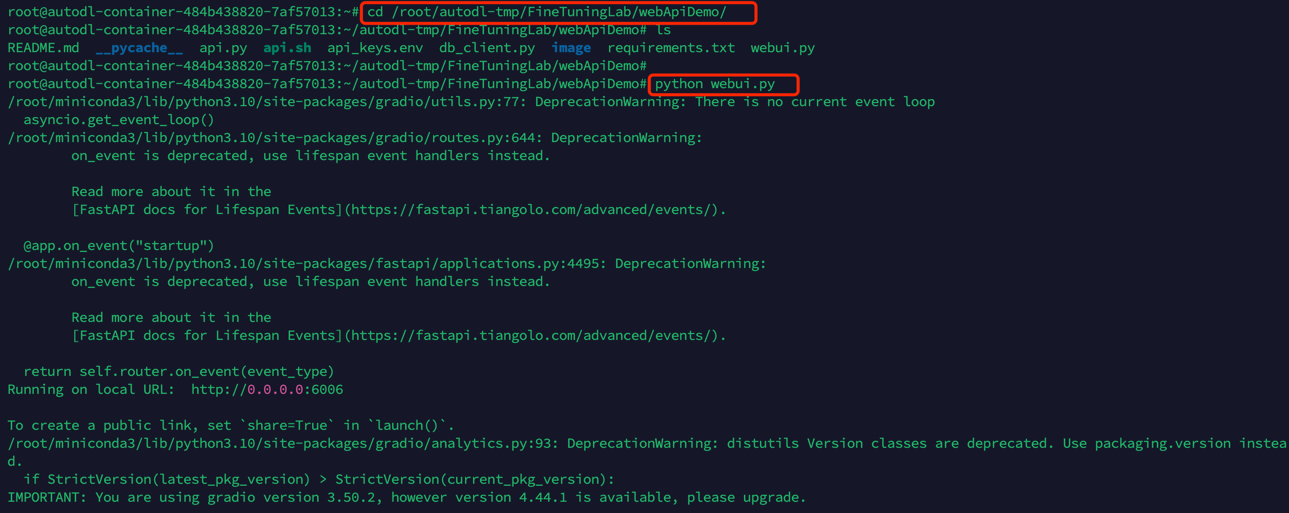 root@autodl-container-484b438820-7af57013:~# cd /root/autodl-tmp/FineTuningLab/webApiDemo/
root@autodl-container-484b438820-7af57013:~/autodl-tmp/FineTuningLab/webApiDemo# ls
README.md  __pycache__  api.py  api.sh  api_keys.env  db_client.py  image  requirements.txt  webui.py
root@autodl-container-484b438820-7af57013:~/autodl-tmp/FineTuningLab/webApiDemo#
root@autodl-container-484b438820-7af57013:~/autodl-tmp/FineTuningLab/webApiDemo# python webui.py
/root/miniconda3/lib/python3.10/site-packages/gradio/utils.py:77: DeprecationWarning: There is no current event loop
  asyncio.get_event_loop()
/root/miniconda3/lib/python3.10/site-packages/gradio/routes.py:644: DeprecationWarning:
        on_event is deprecated, use lifespan event handlers instead.
        Read more about it in the
        [FastAPI docs for Lifespan Events](https://fastapi.tiangolo.com/advanced/events/).
  @app.on_event("startup")
/root/miniconda3/lib/python3.10/site-packages/fastapi/applications.py:4495: DeprecationWarning:
        on_event is deprecated, use lifespan event handlers instead.
        Read more about it in the
        [FastAPI docs for Lifespan Events](https://fastapi.tiangolo.com/advanced/events/).
  return self.router.on_event(event_type)
Running on local URL:  http://0.0.0.0:6006
To create a public link, set `share=True` in `launch()`.
/root/miniconda3/lib/python3.10/site-packages/gradio/analytics.py:93: DeprecationWarning: distutils Version classes are deprecated. Use packaging.version instea
d.
  if StrictVersion(latest_pkg_version) > StrictVersion(current_pkg_version):
IMPORTANT: You are using gradio version 3.50.2, however version 4.44.1 is available, please upgrade.